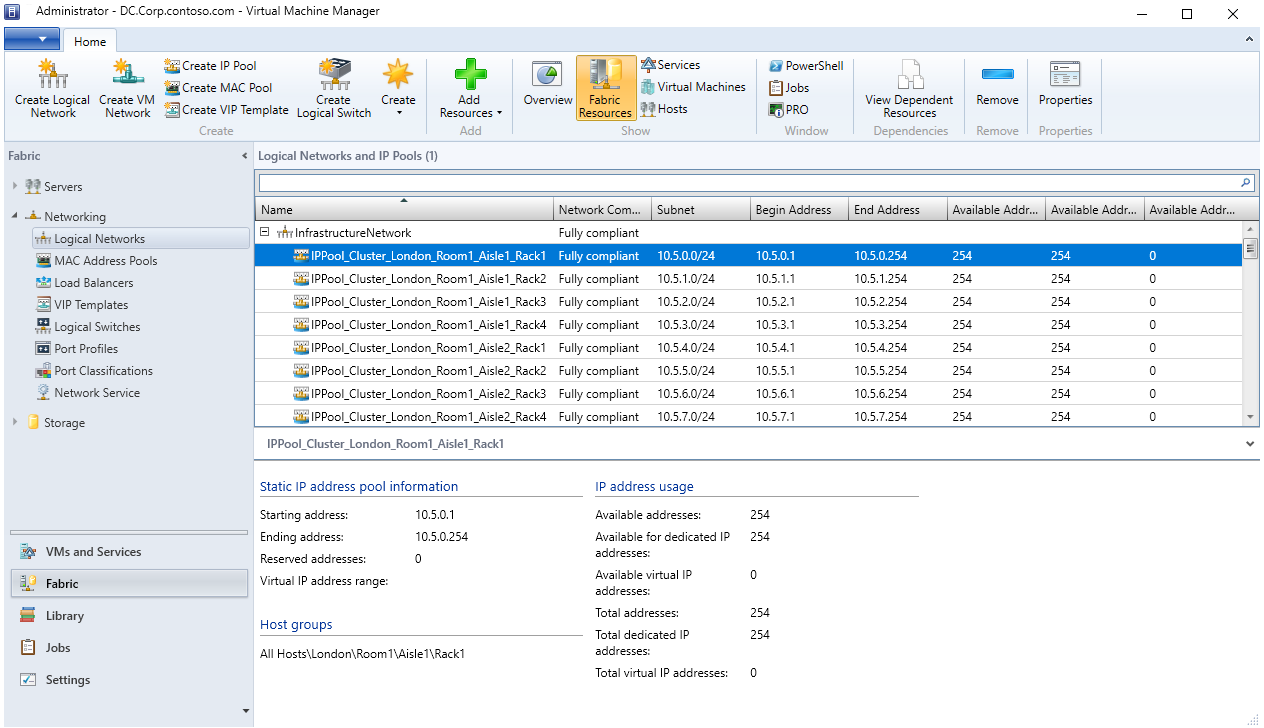 Administrator - DC.Corp.contoso.com - Virtual Machine Manager
Home
Create Logical Network
Create VM Network
Create IP Pool
Create MAC Pool
Create VIP Template
Create Logical Switch
Create
Create
Add Resources
Add
Overview
Fabric Resources
Services
Virtual Machines
Hosts
Show
PowerShell
Jobs
PRO
Window
View Dependent Resources
Dependencies
Remove
Remove
Properties
Properties
Fabric
Servers
Networking
Logical Networks
MAC Address Pools
Load Balancers
VIP Templates
Logical Switches
Port Profiles
Port Classifications
Network Service
Storage
VMs and Services
Fabric
Library
Jobs
Settings
Logical Networks and IP Pools (1)
Name Network Com... Subnet Begin Address End Address Available Addr... Available Addr... Available Addr...
InfrastructureNetwork Fully compliant
IPPool_Cluster_London_Room1_Aisle1_Rack1 Fully compliant 10.5.0.0/24 10.5.0.1 10.5.0.254 254 254 0
IPPool_Cluster_London_Room1_Aisle1_Rack2 Fully compliant 10.5.1.0/24 10.5.1.1 10.5.1.254 254 254 0
IPPool_Cluster_London_Room1_Aisle1_Rack3 Fully compliant 10.5.2.0/24 10.5.2.1 10.5.2.254 254 254 0
IPPool_Cluster_London_Room1_Aisle1_Rack4 Fully compliant 10.5.3.0/24 10.5.3.1 10.5.3.254 254 254 0
IPPool_Cluster_London_Room1_Aisle2_Rack1 Fully compliant 10.5.4.0/24 10.5.4.1 10.5.4.254 254 254 0
IPPool_Cluster_London_Room1_Aisle2_Rack2 Fully compliant 10.5.5.0/24 10.5.5.1 10.5.5.254 254 254 0
IPPool_Cluster_London_Room1_Aisle2_Rack3 Fully compliant 10.5.6.0/24 10.5.6.1 10.5.6.254 254 254 0
IPPool_Cluster_London_Room1_Aisle2_Rack4 Fully compliant 10.5.7.0/24 10.5.7.1 10.5.7.254 254 254 0
IPPool_Cluster_London_Room1_Aisle1_Rack1
Static IP address pool information
Starting address: 10.5.0.1
Ending address: 10.5.0.254
Reserved addresses: 0
Virtual IP address range:
Host groups
All Hosts\London\Room1\Aisle1\Rack1
IP address usage
Available addresses: 254
Available for dedicated IP 254
addresses:
Available virtual IP 0
addresses:
Total addresses: 254
Total dedicated IP 254
addresses:
Total virtual IP addresses: 0